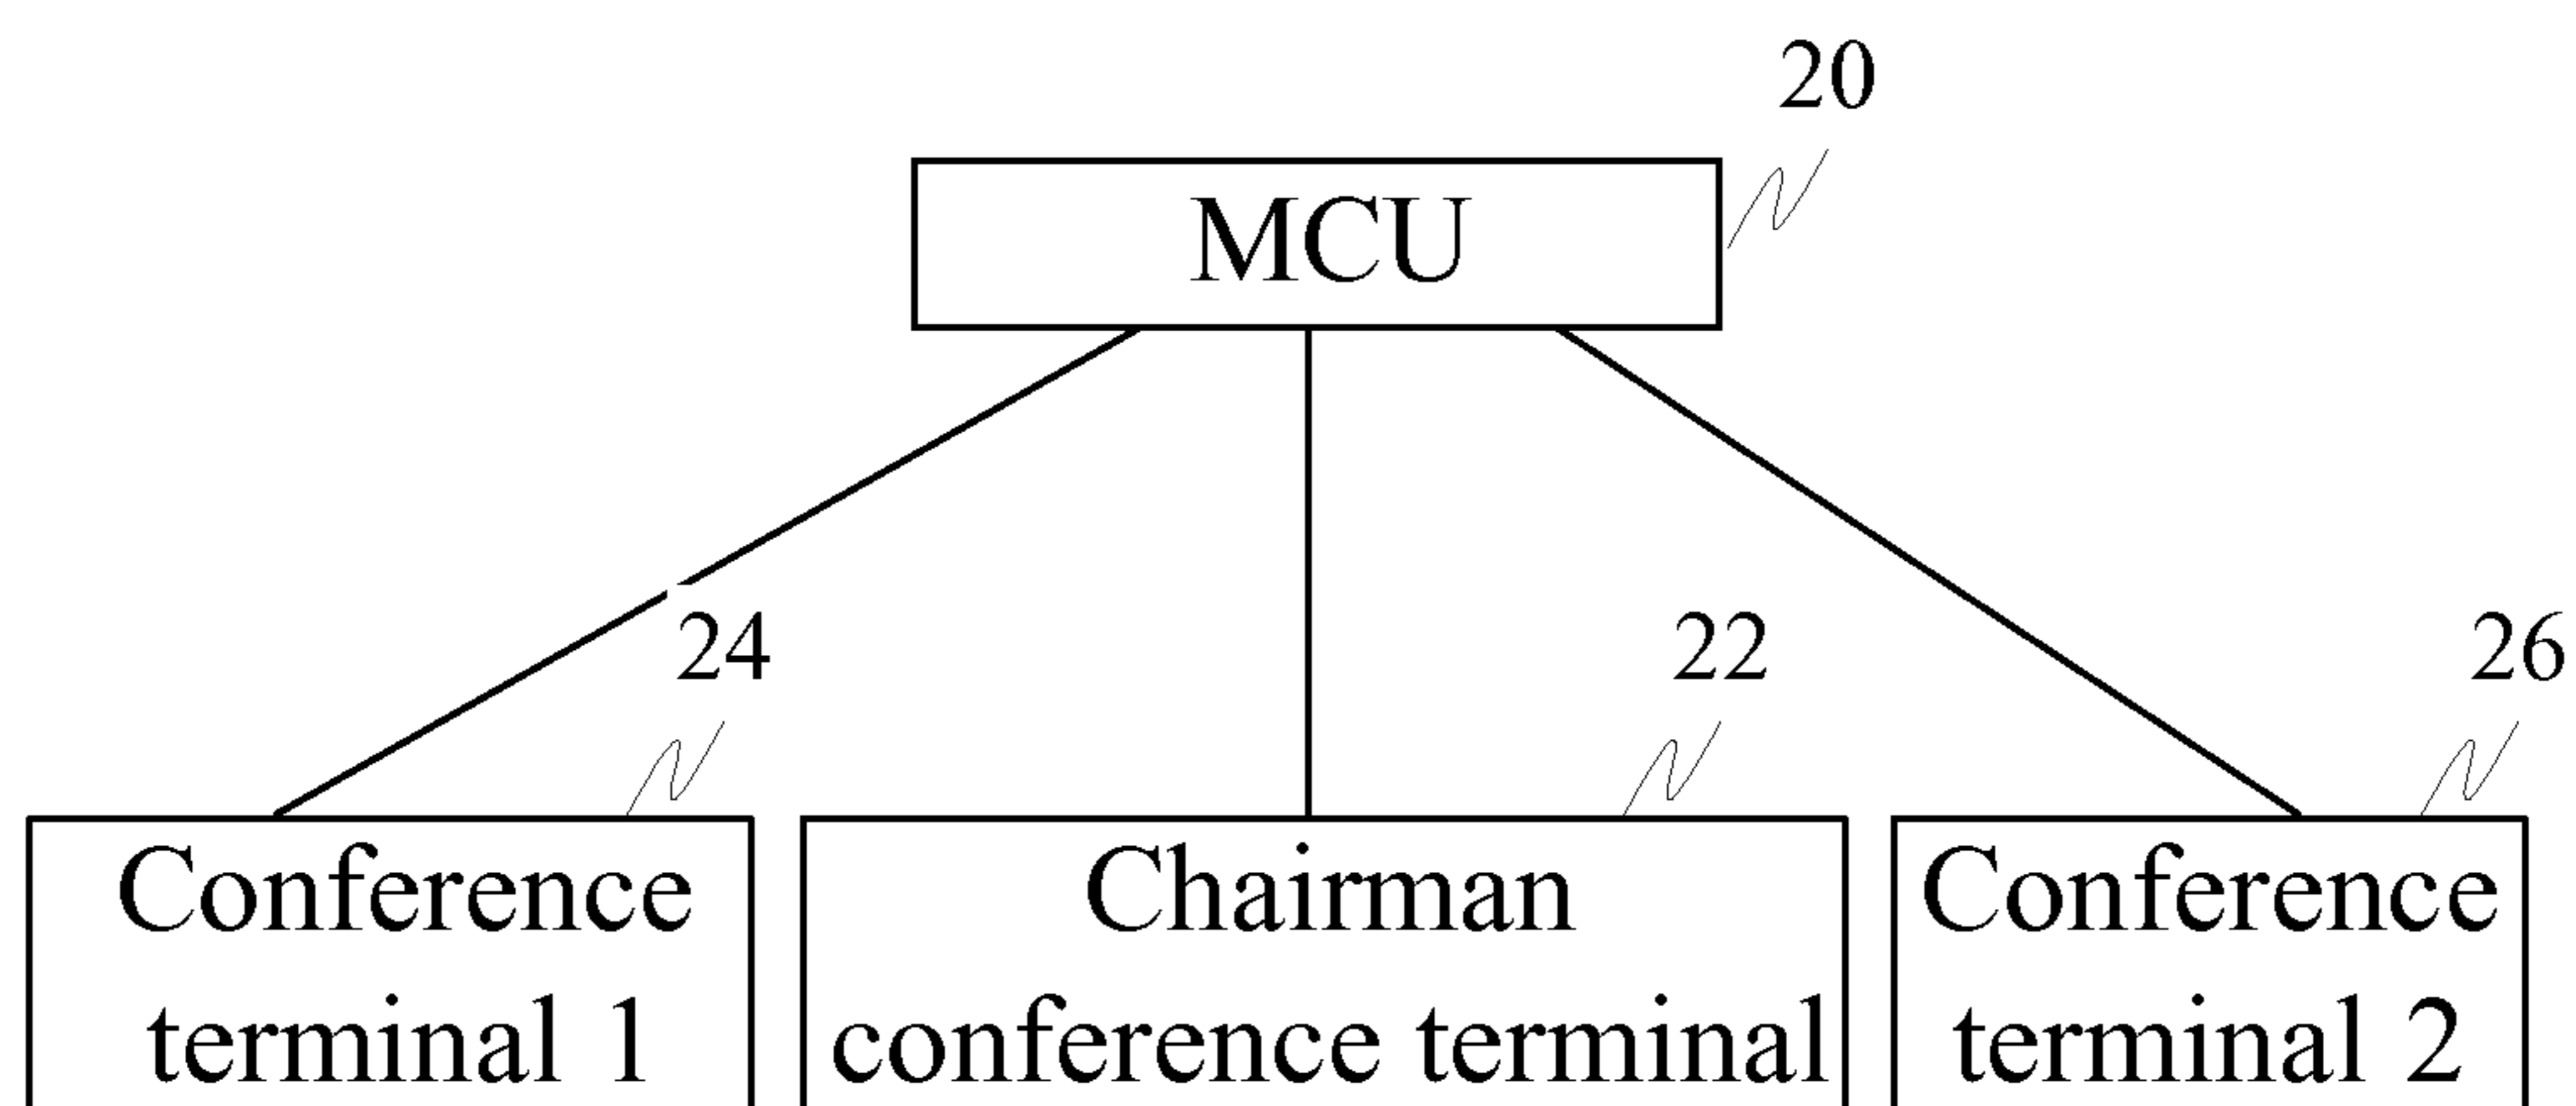 20
MCU
24
22
26
Conference
terminal 1
Chairman
conference terminal
Conference
terminal 2